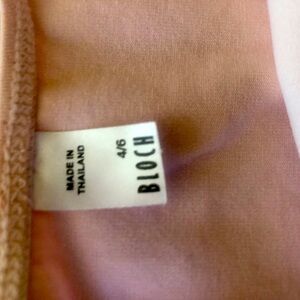 MADE IN
THAILAND
4/6
BLOCH